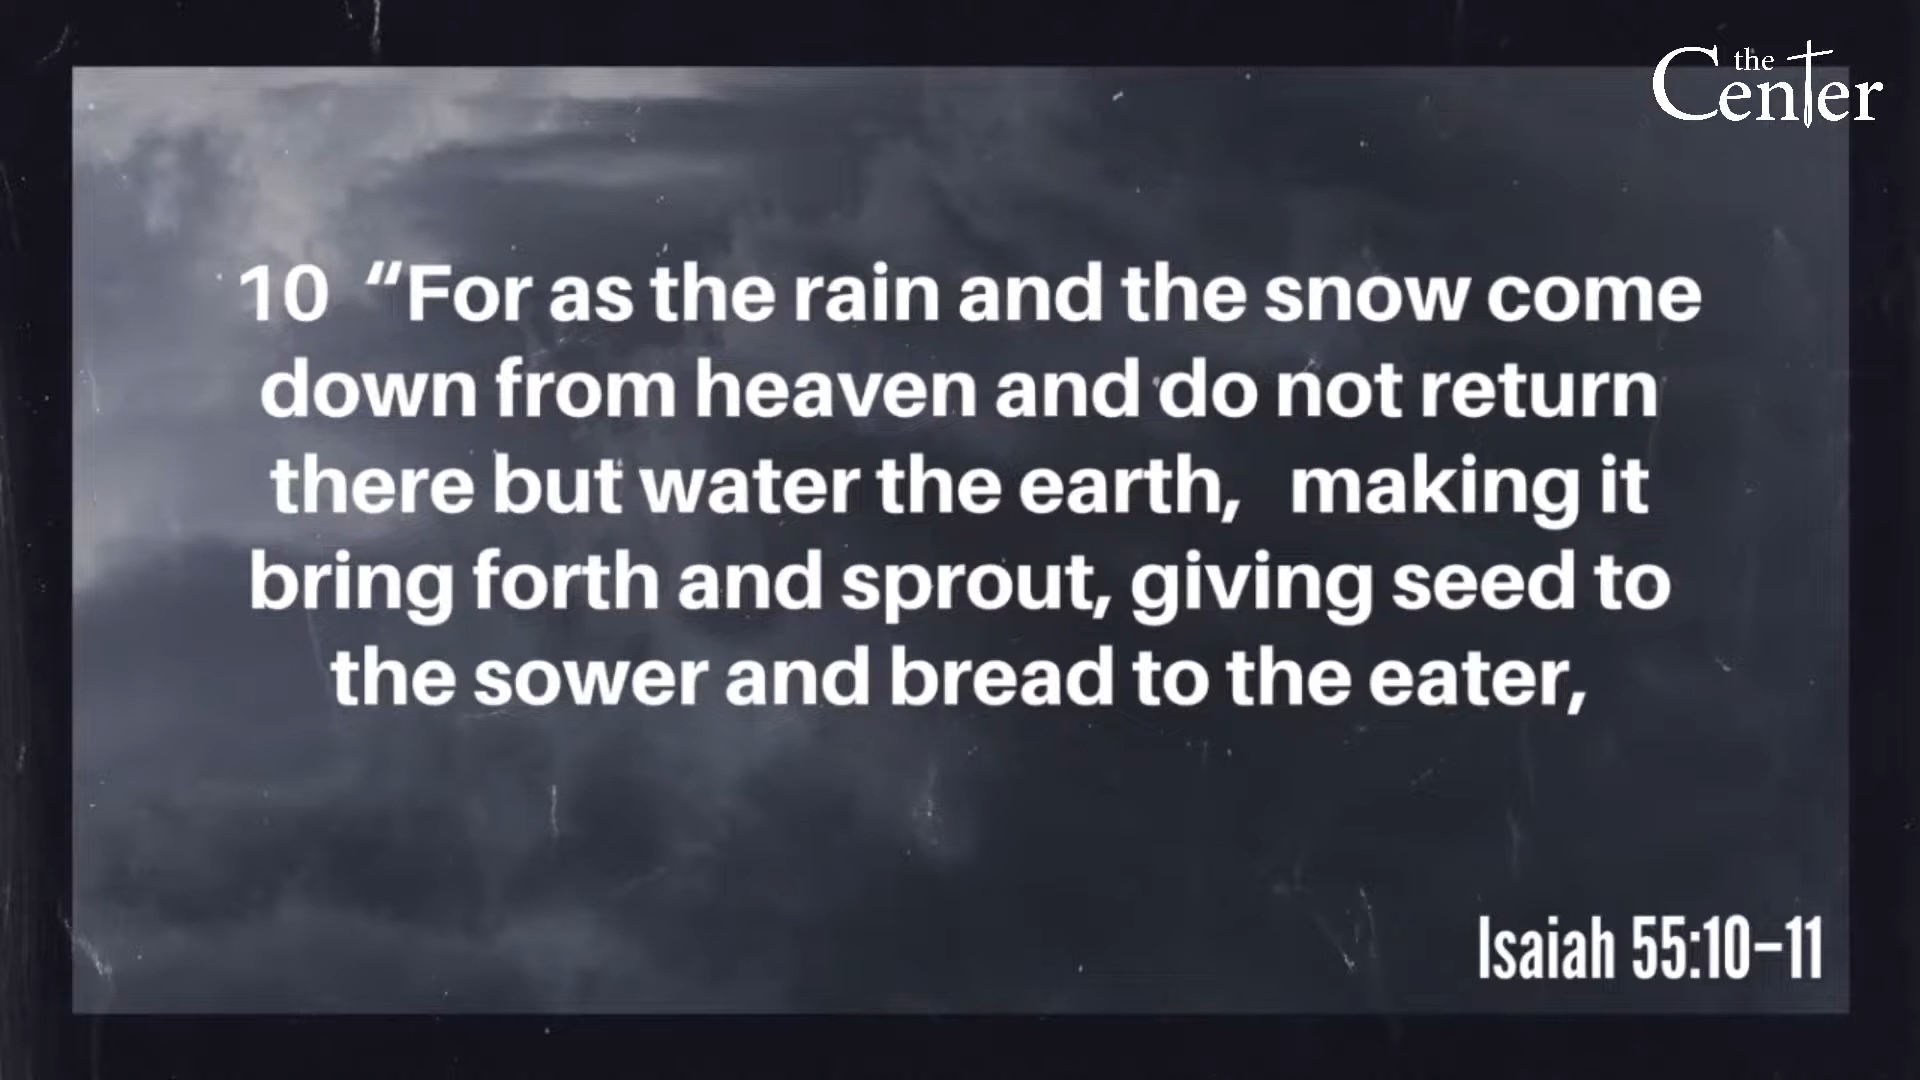 the
Center
10 “For as the rain and the snow come
down from heaven and do not return
there but water the earth, making it
bring forth and sprout, giving seed to
the sower and bread to the eater,
Isaiah 55:10–11